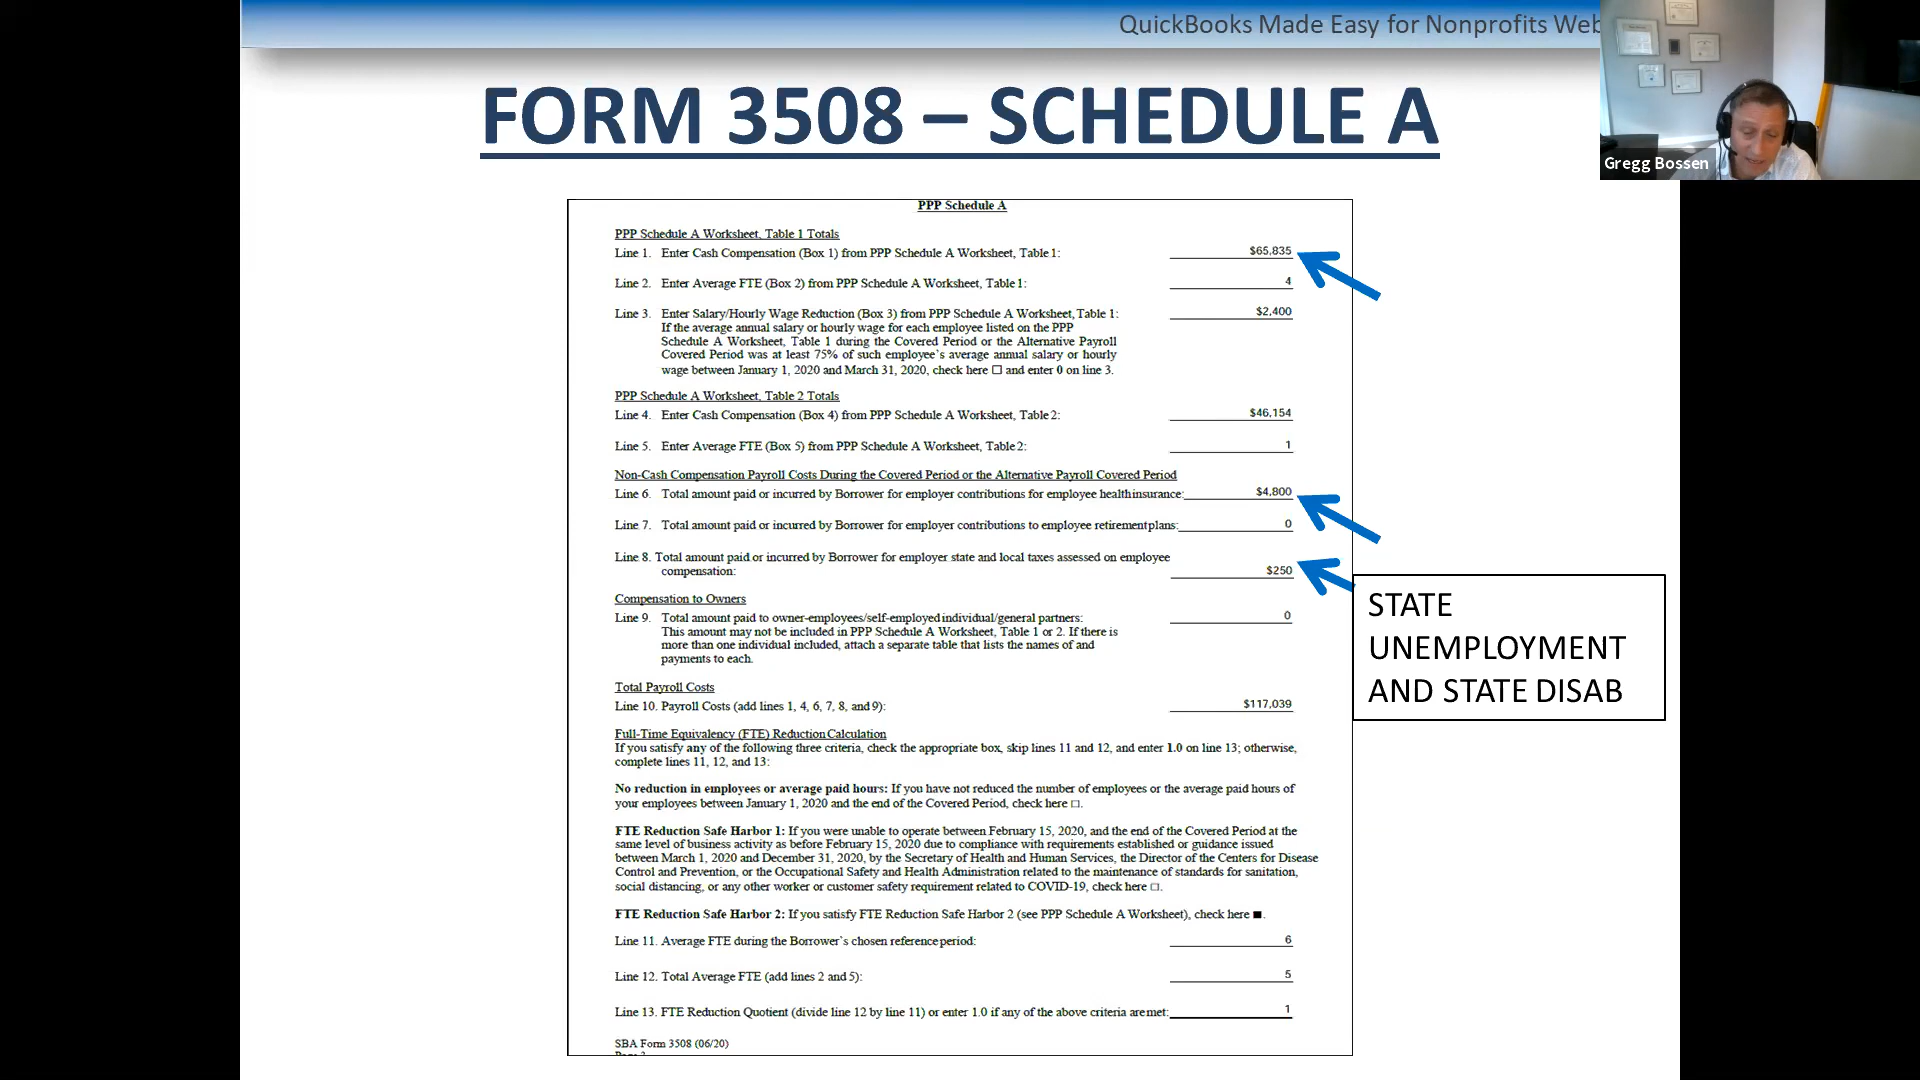 QuickBooks Made Easy for Nonprofits Web
FORM 3508 – SCHEDULE A
Gregg Bossen
PPP Schedule A
PPP Schedule A Worksheet, Table 1 Totals
Line 1. Enter Cash Compensation (Box 1) from PPP Schedule A Worksheet, Table 1: $65,835
Line 2. Enter Average FTE (Box 2) from PPP Schedule A Worksheet, Table 1: 4
Line 3. Enter Salary/Hourly Wage Reduction (Box 3) from PPP Schedule A Worksheet, Table 1: $2,400
If the average annual salary or hourly wage for each employee listed on the PPP
Schedule A Worksheet, Table 1 during the Covered Period or the Alternative Payroll
Covered Period was at least 75% of such employee's average annual salary or hourly
wage between January 1, 2020 and March 31, 2020, check here ☐ and enter 0 on line 3.
PPP Schedule A Worksheet, Table 2 Totals
Line 4. Enter Cash Compensation (Box 4) from PPP Schedule A Worksheet, Table 2: $46,154
Line 5. Enter Average FTE (Box 5) from PPP Schedule A Worksheet, Table 2: 1
Non-Cash Compensation Payroll Costs During the Covered Period or the Alternative Payroll Covered Period
Line 6. Total amount paid or incurred by Borrower for employer contributions for employee health insurance: $4,800
Line 7. Total amount paid or incurred by Borrower for employer contributions to employee retirement plans: 0
Line 8. Total amount paid or incurred by Borrower for employer state and local taxes assessed on employee
compensation: $250
STATE
UNEMPLOYMENT
AND STATE DISAB
Compensation to Owners
Line 9. Total amount paid to owner-employees/self-employed individual/general partners: 0
This amount may not be included in PPP Schedule A Worksheet, Table 1 or 2. If there is
more than one individual included, attach a separate table that lists the names of and
payments to each.
Total Payroll Costs
Line 10. Payroll Costs (add lines 1, 4, 6, 7, 8, and 9): $117,039
Full-Time Equivalency (FTE) Reduction Calculation
If you satisfy any of the following three criteria, check the appropriate box, skip lines 11 and 12, and enter 1.0 on line 13; otherwise,
complete lines 11, 12, and 13:
No reduction in employees or average paid hours: If you have not reduced the number of employees or the average paid hours of
your employees between January 1, 2020 and the end of the Covered Period, check here ☐.
FTE Reduction Safe Harbor 1: If you were unable to operate between February 15, 2020, and the end of the Covered Period at the
same level of business activity as before February 15, 2020 due to compliance with requirements established or guidance issued
between March 1, 2020 and December 31, 2020, by the Secretary of Health and Human Services, the Director of the Centers for Disease
Control and Prevention, or the Occupational Safety and Health Administration related to the maintenance of standards for sanitation,
social distancing, or any other worker or customer safety requirement related to COVID-19, check here ☐.
FTE Reduction Safe Harbor 2: If you satisfy FTE Reduction Safe Harbor 2 (see PPP Schedule A Worksheet), check here ■.
Line 11. Average FTE during the Borrower's chosen reference period: 6
Line 12. Total Average FTE (add lines 2 and 5): 5
Line 13. FTE Reduction Quotient (divide line 12 by line 11) or enter 1.0 if any of the above criteria are met: 1
SBA Form 3508 (06/20)